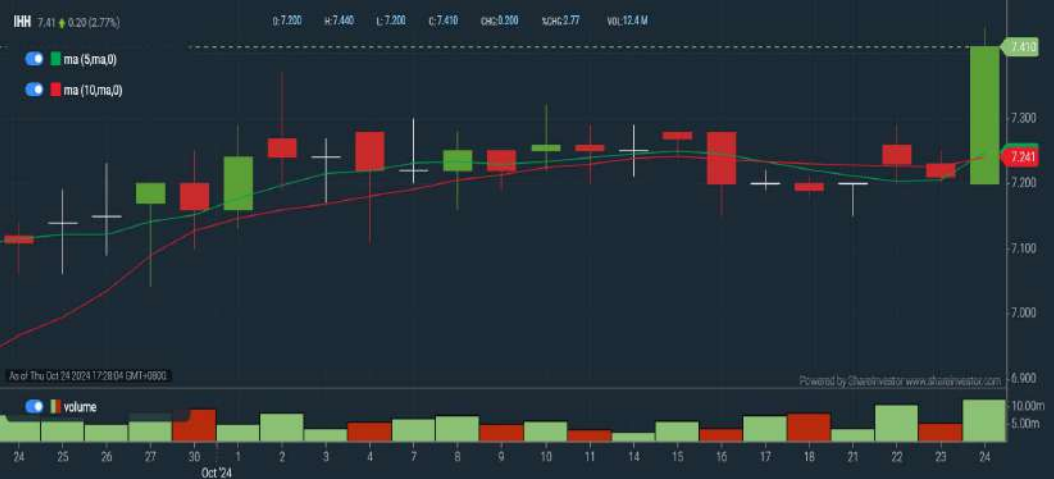 IHH 7.41 0.20 (2.77%) O:7.200 H:7.440 L:7.200 C:7.410 CHG:0.200 %CHG:2.77 VOL:12.4 M
ma (5,ma,0)
ma (10,ma,0)
7.410
7.300
7.241
7.200
7.100
7.000
6.900
As of Thu Oct 24 2024 17:28:04 GMT+0800
Powered by ShareInvestor www.shareinvestor.com
volume
10.00m
5.00m
24 25 26 27 30 1 2 3 4 7 8 9 10 11 14 15 16 17 18 21 22 23 24
Oct '24